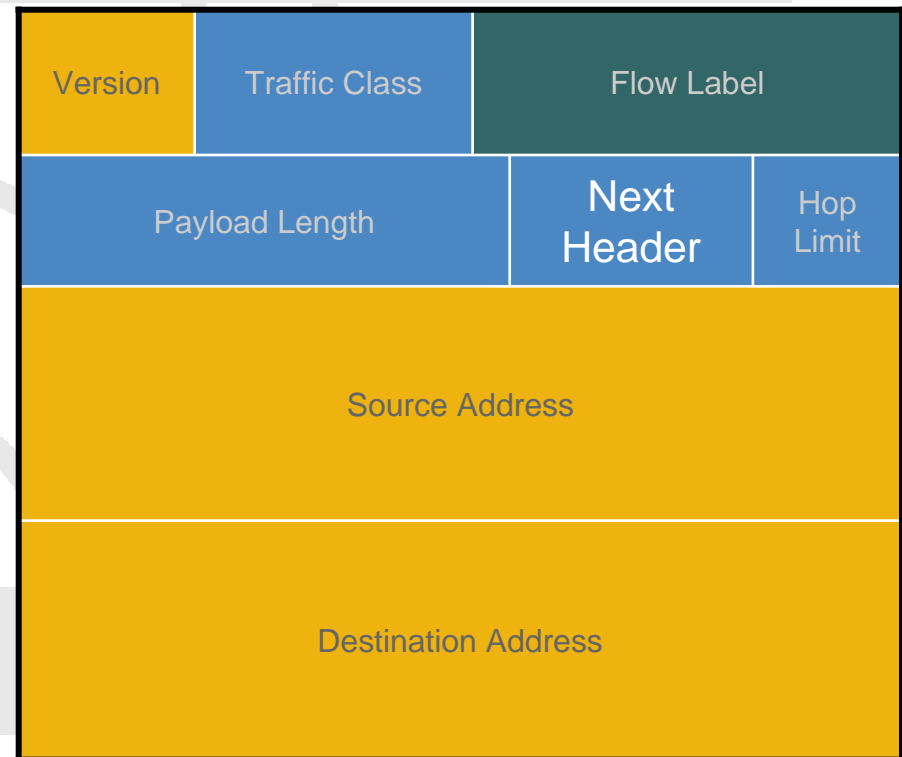 Version
Traffic Class
Flow Label
Payload Length
Next
Header
Hop
Limit
Source Address
Destination Address